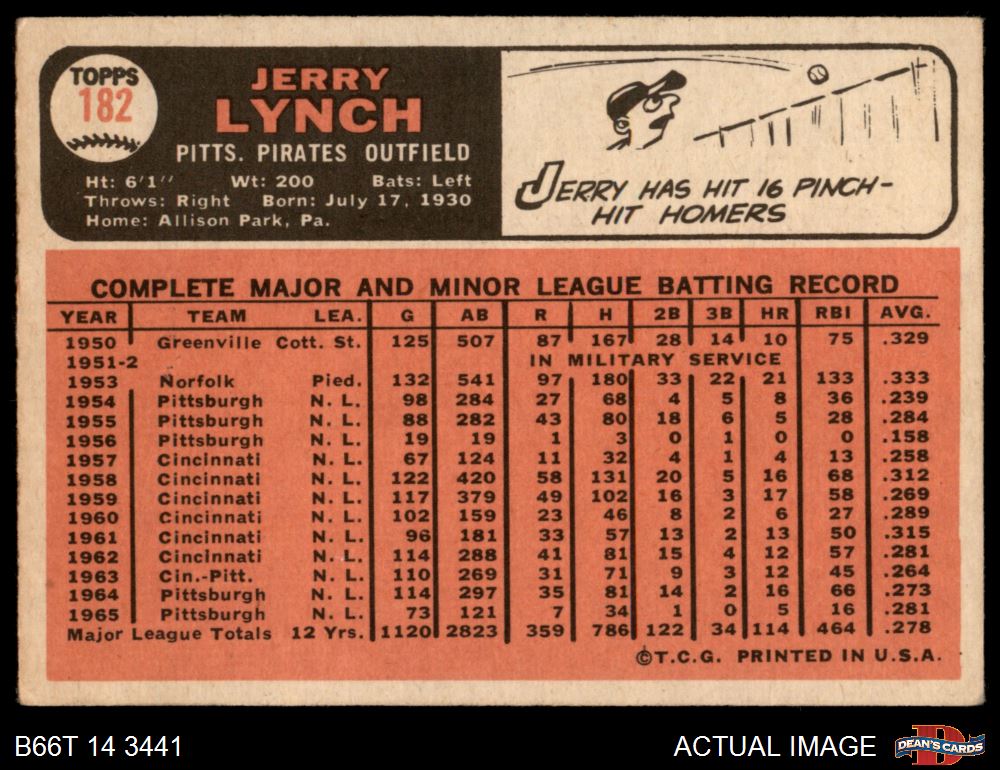 TOPPS
182
JERRY
LYNCH
PITTS. PIRATES OUTFIELD
Ht: 6'1" Wt: 200 Bats: Left
Throws: Right Born: July 17, 1930
Home: Allison Park, Pa.
JERRY HAS HIT 16 PINCH-
HIT HOMERS
COMPLETE MAJOR AND MINOR LEAGUE BATTING RECORD
YEAR TEAM LEA. G AB R H 2B 3B HR RBI AVG.
1950 Greenville Cott. St. 125 507 87 167 28 14 10 75 .329
1951-2 IN MILITARY SERVICE
1953 Norfolk Pied. 132 541 97 180 33 22 21 133 .333
1954 Pittsburgh N. L. 98 284 27 68 4 5 8 36 .239
1955 Pittsburgh N. L. 88 282 43 80 18 6 5 28 .284
1956 Pittsburgh N. L. 19 19 1 3 0 1 0 0 .158
1957 Cincinnati N. L. 67 124 11 32 4 1 4 13 .258
1958 Cincinnati N. L. 122 420 58 131 20 5 16 68 .312
1959 Cincinnati N. L. 117 379 49 102 16 3 17 58 .269
1960 Cincinnati N. L. 102 159 23 46 8 2 6 27 .289
1961 Cincinnati N. L. 96 181 33 57 13 2 13 50 .315
1962 Cincinnati N. L. 114 288 41 81 15 4 12 57 .281
1963 Cin.-Pitt. N. L. 110 269 31 71 9 3 12 45 .264
1964 Pittsburgh N. L. 114 297 35 81 14 2 16 66 .273
1965 Pittsburgh N. L. 73 121 7 34 1 0 5 16 .281
Major League Totals 12 Yrs. 1120 2823 359 786 122 34 114 464 .278
©T.C.G. PRINTED IN U.S.A.
B66T 14 3441
ACTUAL IMAGE
D
DEAN'S CARDS